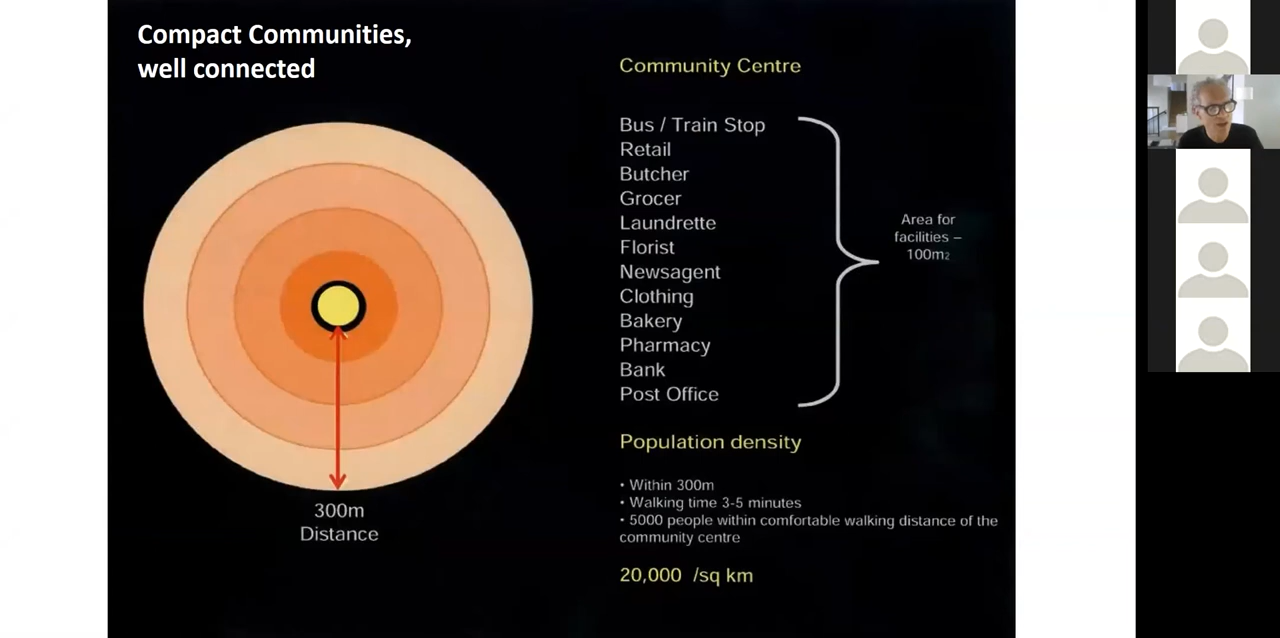 Compact Communities,
well connected
300m
Distance
Community Centre
Bus / Train Stop
Retail
Butcher
Grocer
Laundrette
Florist
Newsagent
Clothing
Bakery
Pharmacy
Bank
Post Office
Area for
facilities –
100m2
Population density
• Within 300m
• Walking time 3-5 minutes
• 5000 people within comfortable walking distance of the
community centre
20,000 /sq km